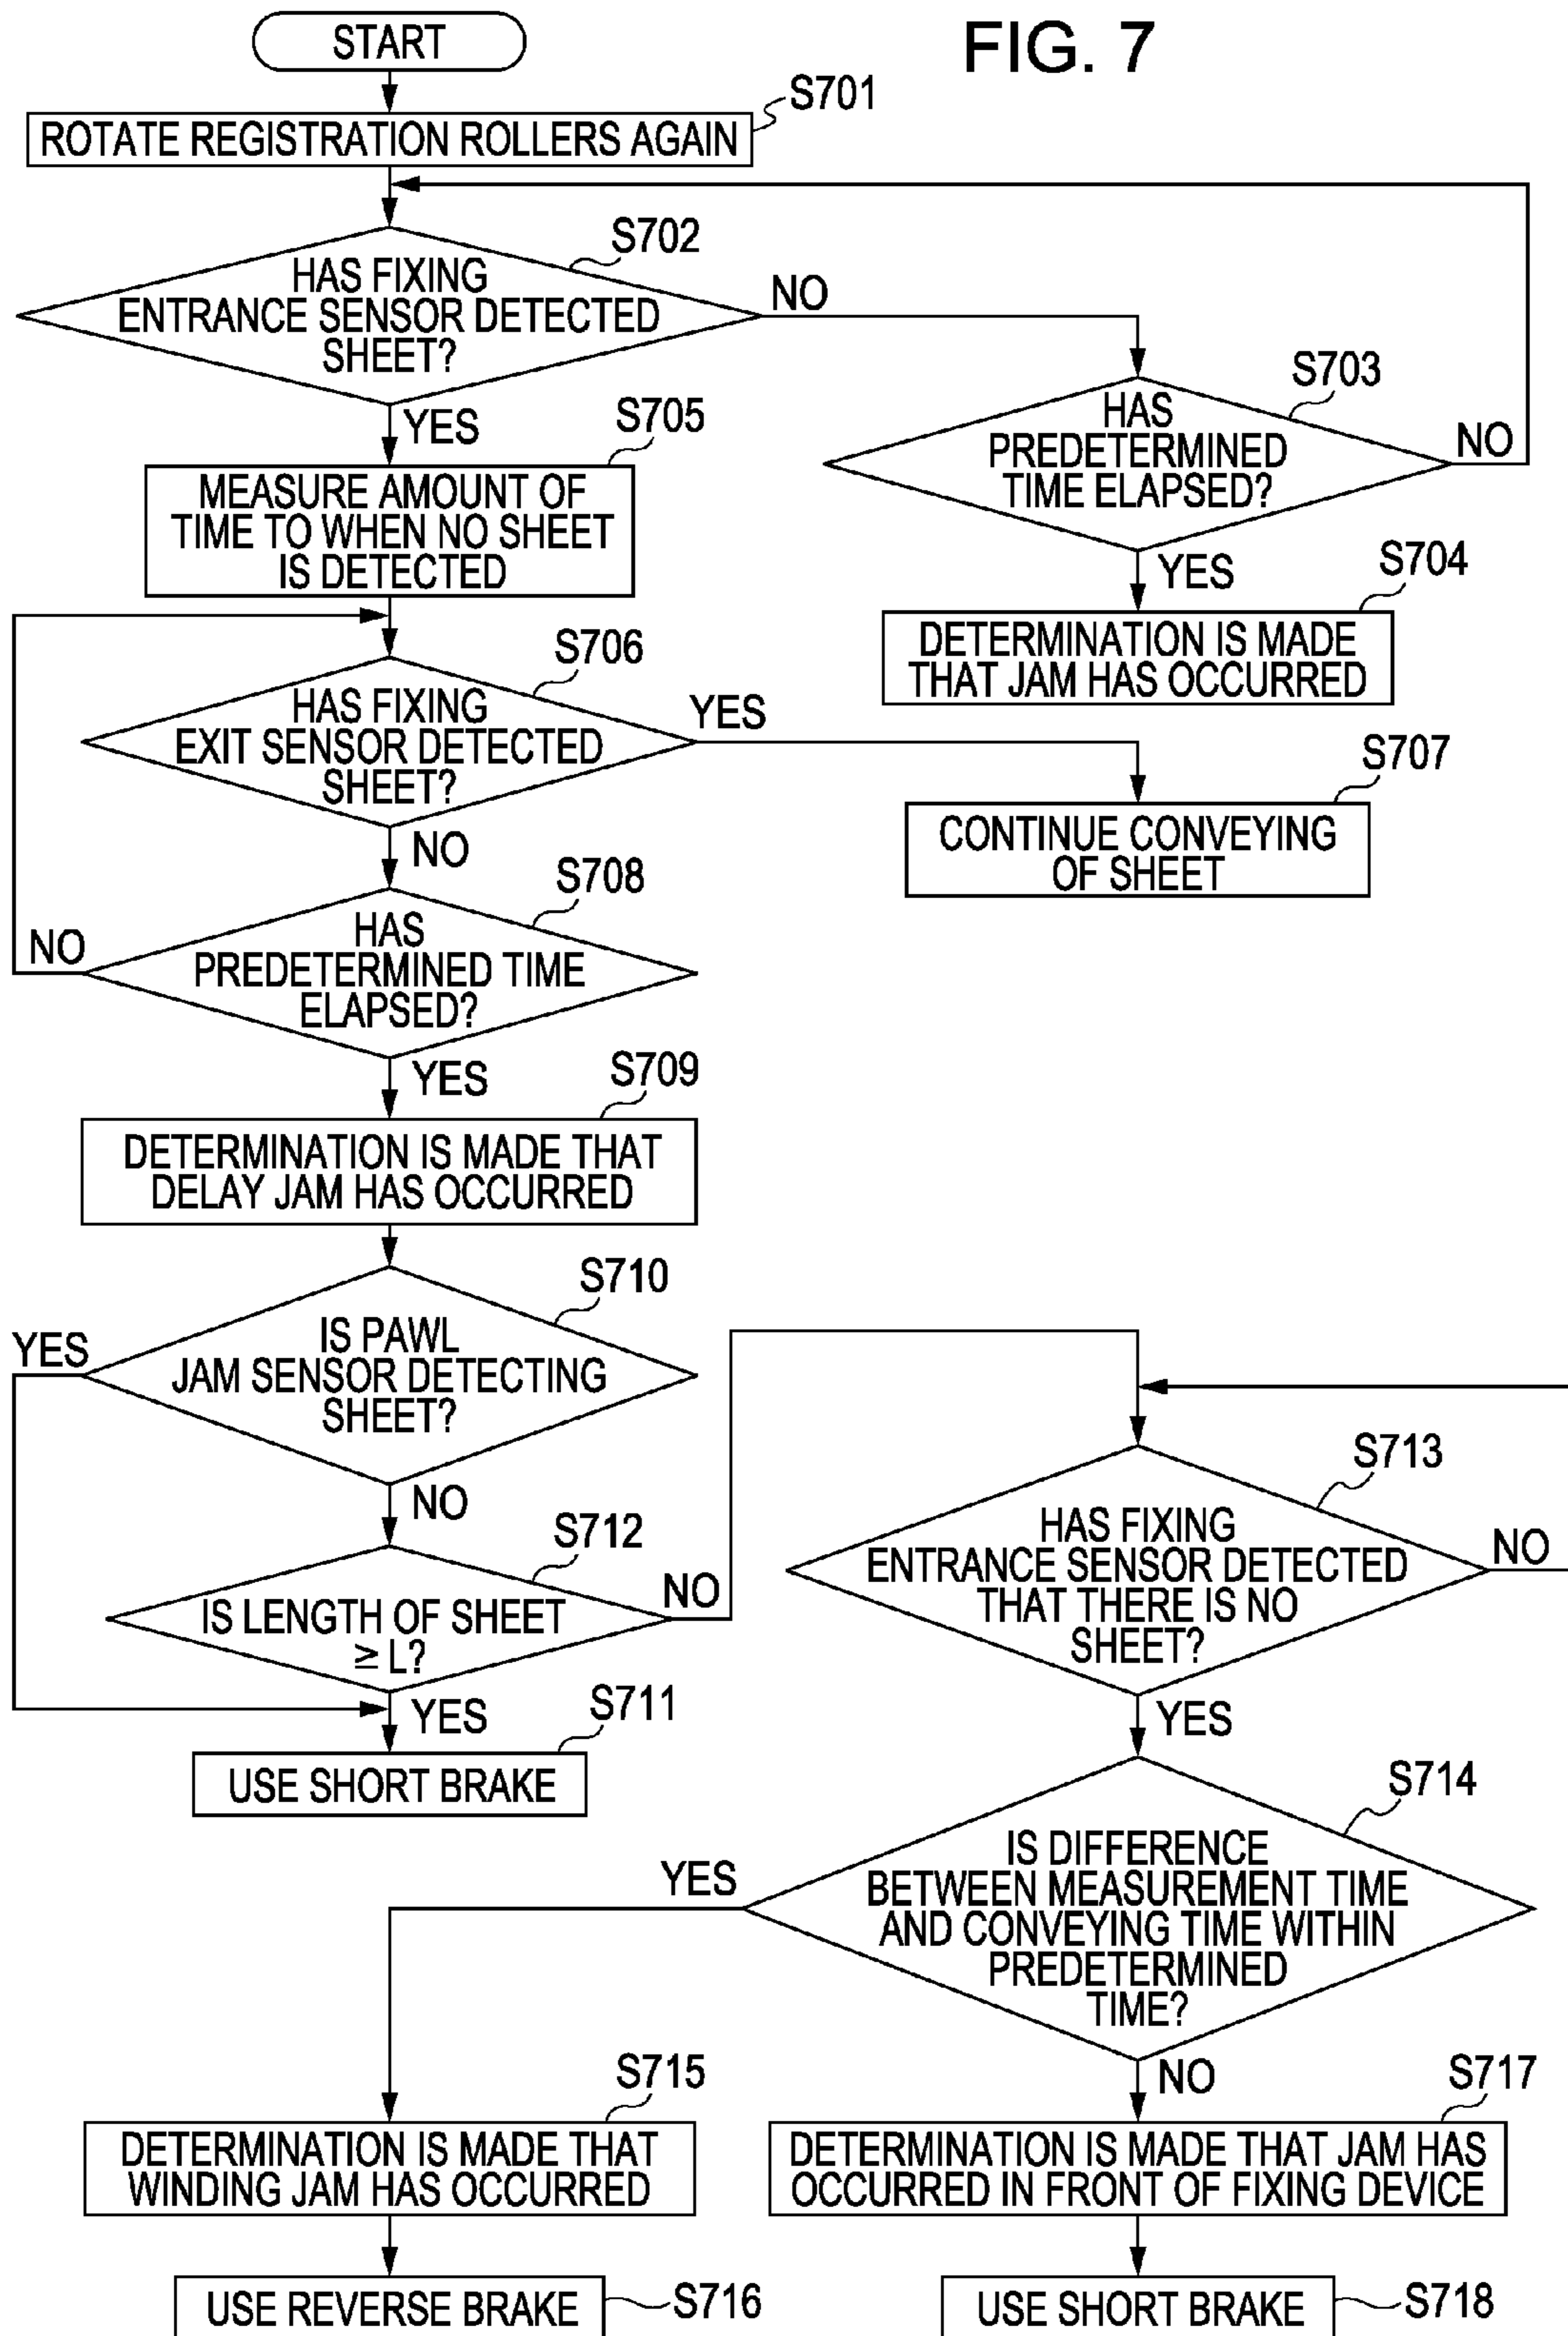 FIG. 7
START
S701
ROTATE REGISTRATION ROLLERS AGAIN
S702
HAS FIXING
ENTRANCE SENSOR DETECTED
SHEET?
NO
YES
S703
HAS
PREDETERMINED
TIME ELAPSED?
NO
YES
S704
DETERMINATION IS MADE
THAT JAM HAS OCCURRED
S705
MEASURE AMOUNT OF
TIME TO WHEN NO SHEET
IS DETECTED
S706
HAS FIXING
EXIT SENSOR DETECTED
SHEET?
YES
NO
S707
CONTINUE CONVEYING
OF SHEET
S708
HAS
PREDETERMINED TIME
ELAPSED?
NO
YES
S709
DETERMINATION IS MADE THAT
DELAY JAM HAS OCCURRED
S710
IS PAWL
JAM SENSOR DETECTING
SHEET?
YES
NO
S712
IS LENGTH OF SHEET
≥ L?
NO
YES
S711
USE SHORT BRAKE
S713
HAS FIXING
ENTRANCE SENSOR DETECTED
THAT THERE IS NO
SHEET?
NO
YES
S714
IS DIFFERENCE
BETWEEN MEASUREMENT TIME
AND CONVEYING TIME WITHIN
PREDETERMINED
TIME?
YES
NO
S715
DETERMINATION IS MADE THAT
WINDING JAM HAS OCCURRED
USE REVERSE BRAKE
S716
S717
DETERMINATION IS MADE THAT JAM HAS
OCCURRED IN FRONT OF FIXING DEVICE
USE SHORT BRAKE
S718